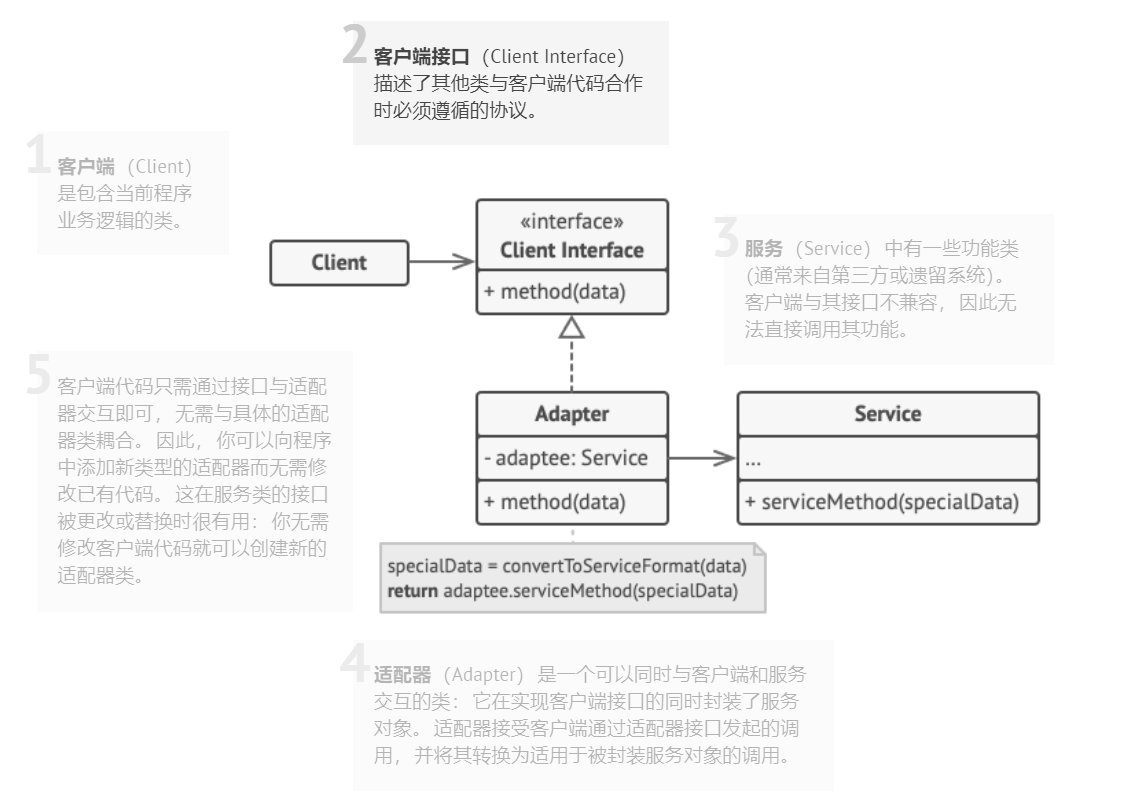 2
客户端接口 (Client Interface)
描述了其他类与客户端代码合作
时必须遵循的协议。
1
客户端 (Client)
是包含当前程序
业务逻辑的类。
Client
«interface»
Client Interface
+ method(data)
3
服务 (Service) 中有一些功能类
(通常来自第三方或遗留系统)。
客户端与其接口不兼容，因此无
法直接调用其功能。
5
客户端代码只需通过接口与适配
器交互即可，无需与具体的适配
器类耦合。因此，你可以向程序
中添加新类型的适配器而无需修
改已有代码。这在服务类的接口
被更改或替换时很有用：你无需
修改客户端代码就可以创建新的
适配器类。
Adapter
- adaptee: Service
+ method(data)
Service
...
+ serviceMethod(specialData)
specialData = convertToServiceFormat(data)
return adaptee.serviceMethod(specialData)
4
适配器 (Adapter) 是一个可以同时与客户端和服务
交互的类：它在实现客户端接口的同时封装了服务
对象。适配器接受客户端通过适配器接口发起的调
用，并将其转换为适用于被封装服务对象的调用。